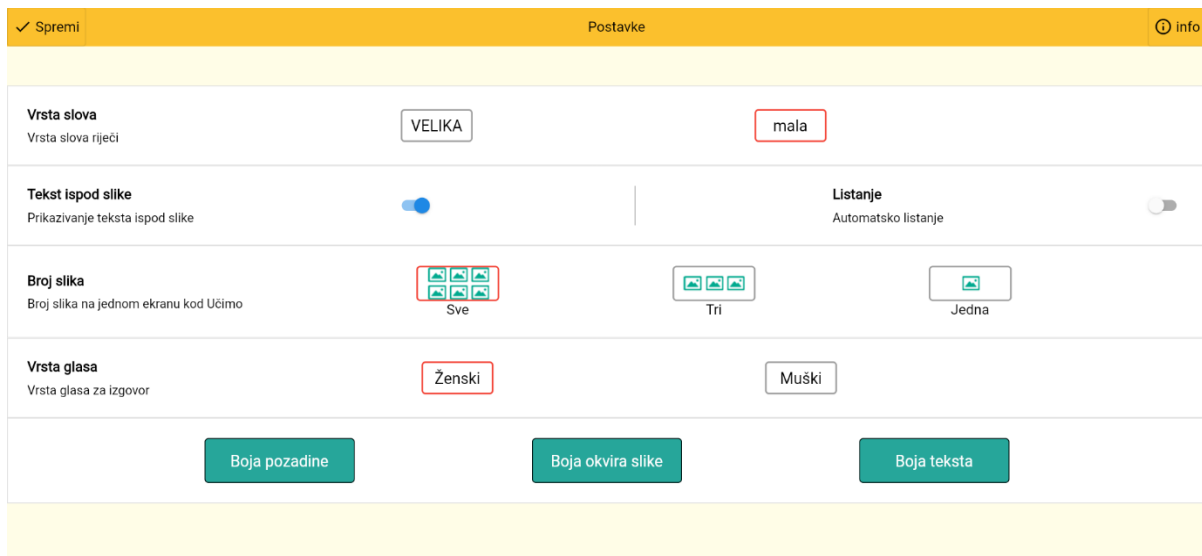 Spremi
Postavke
info
Vrsta slova
Vrsta slova riječi
VELIKA
mala
Tekst ispod slike
Prikazivanje teksta ispod slike
Listanje
Automatsko listanje
Broj slika
Broj slika na jednom ekranu kod Učimo
Sve
Tri
Jedna
Vrsta glasa
Vrsta glasa za izgovor
Ženski
Muški
Boja pozadine
Boja okvira slike
Boja teksta